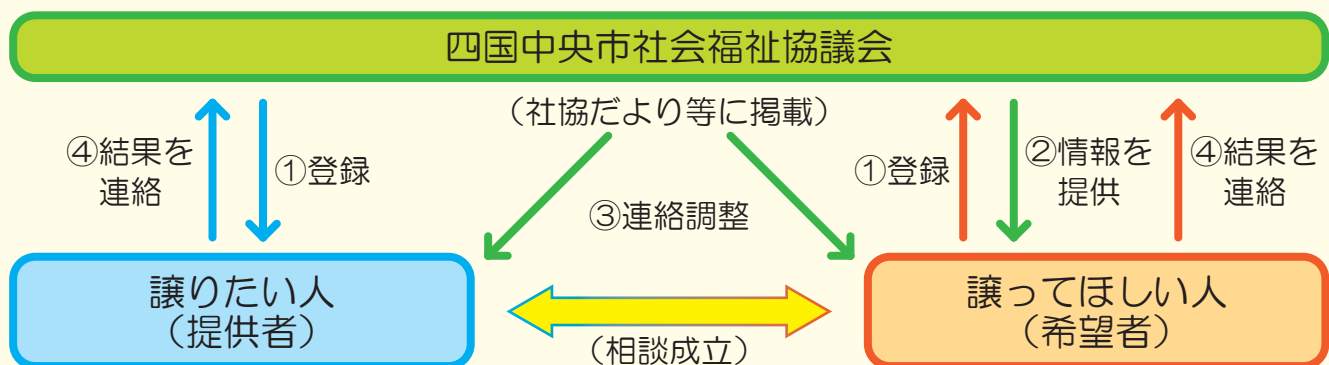 四国中央市社会福祉協議会
（社協だより等に掲載）
④結果を
連絡
①登録
③連絡調整
①登録
②情報を
提供
④結果を
連絡
譲りたい人
（提供者）
（相談成立）
譲ってほしい人
（希望者）